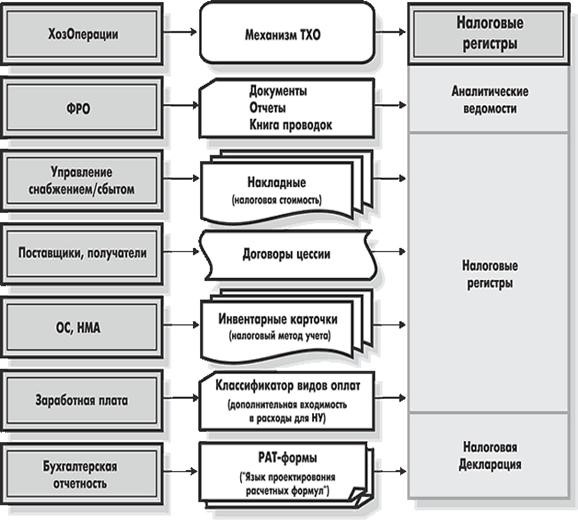 ХозОперации
Механизм ТХО
Налоговые
регистры
ФРО
Документы
Отчеты
Книга проводок
Аналитические
ведомости
Управление
снабжением/сбытом
Накладные
(налоговая стоимость)
Поставщики, получатели
Договоры цессии
Налоговые
регистры
ОС, НМА
Инвентарные карточки
(налоговый метод учета)
Заработная плата
Классификатор видов оплат
(дополнительная входимость
в расходы для НУ)
Бухгалтерская
отчетность
РАТ-формы
("Язык проектирования
расчетных формул")
Налоговая
Декларация